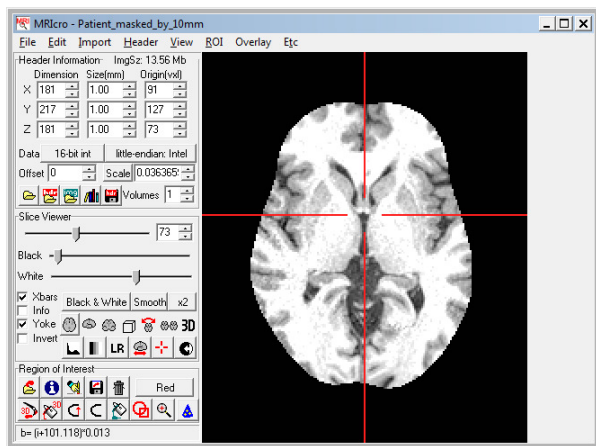 MRIcro - Patient_masked_by_10mm
File Edit Import Header View ROI Overlay Etc
Header Information ImgSz: 13.56 Mb
Dimension Size(mm) Origin(vxl)
X 181 1.00 91
Y 217 1.00 127
Z 181 1.00 73
Data 16-bit int little-endian: Intel
Offset 0 Scale 0.036365
Volumes 1
Slice Viewer
73
Black
White
Xbars Black & White Smooth x2
Info
Yoke 3D
Invert LR
Region of Interest
Red
3D 3D
b= (i+101.118)*0.013